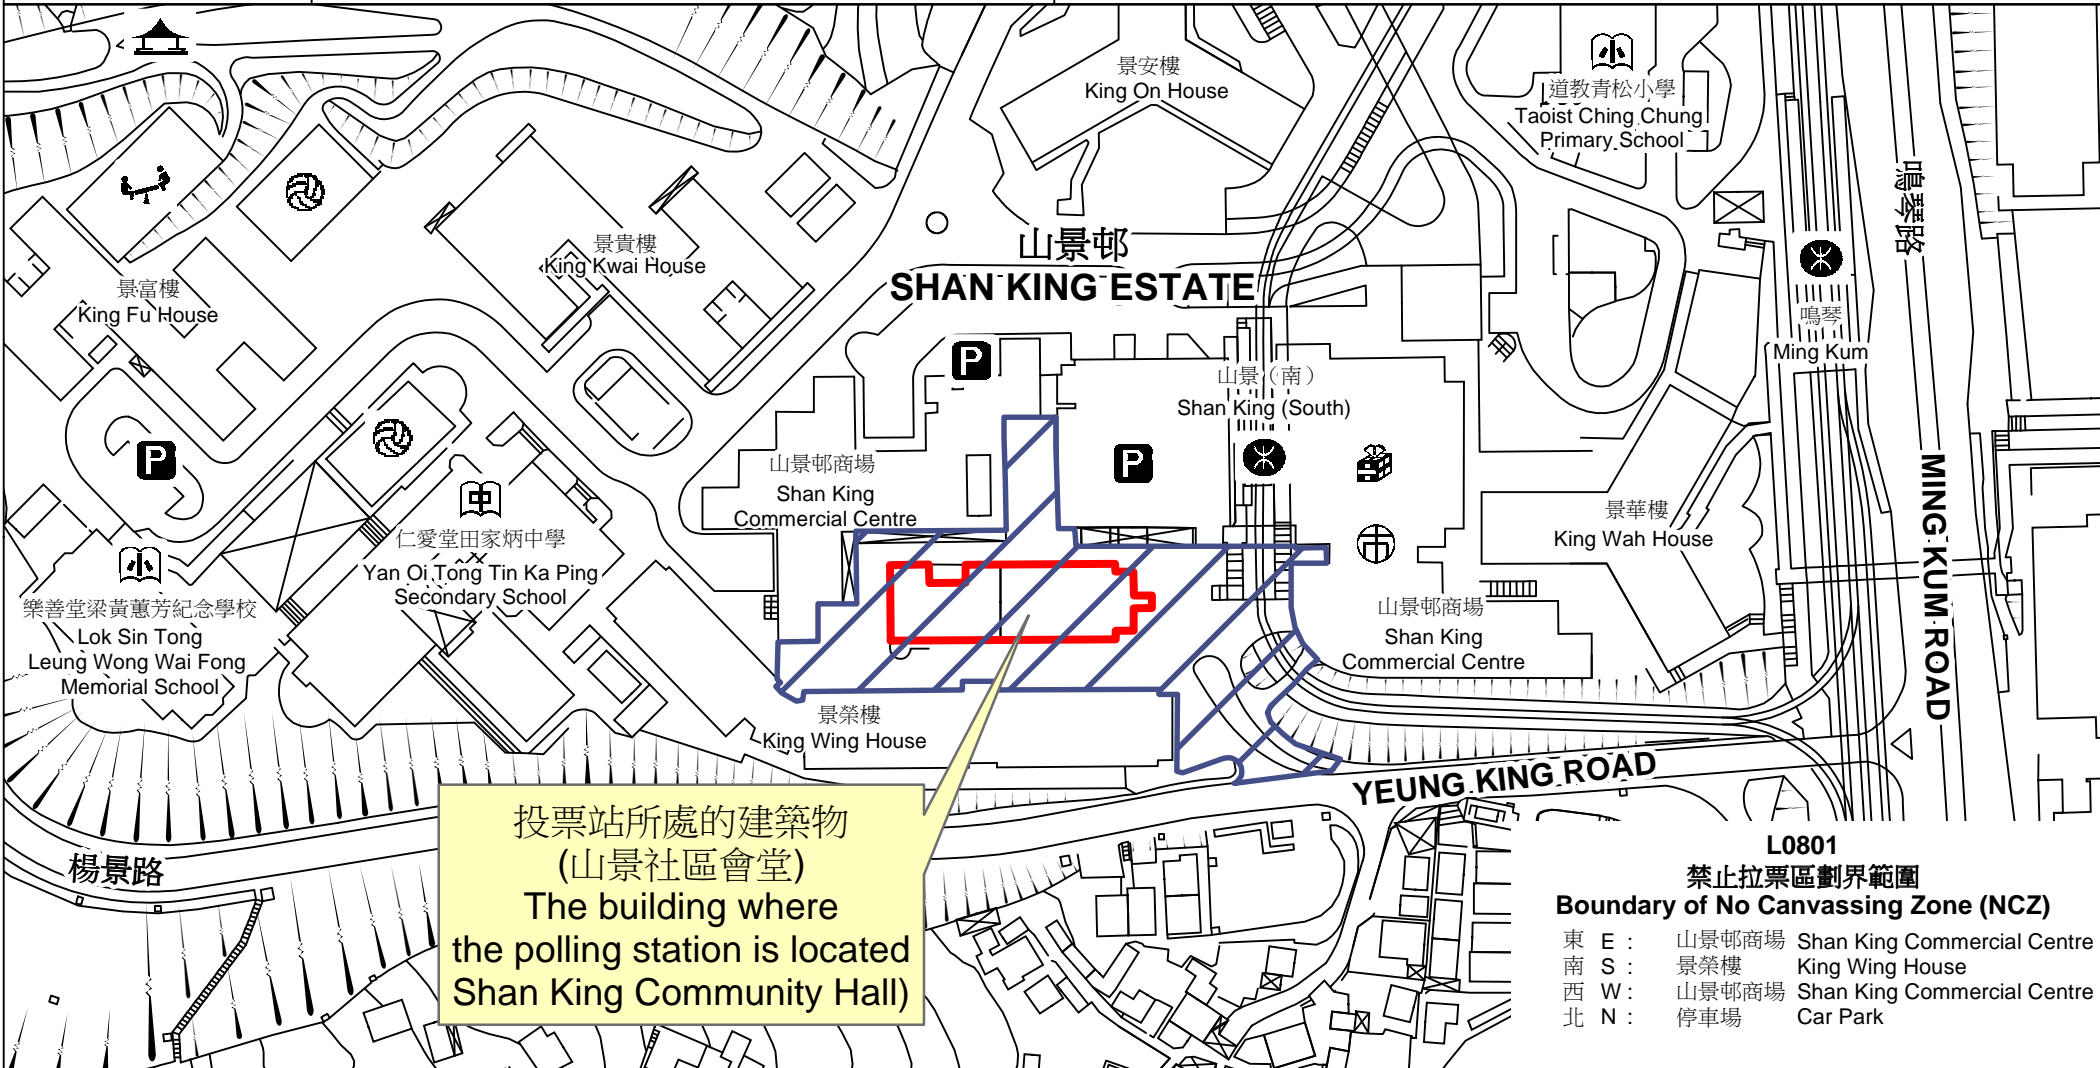 景安樓
King On House
道教青松小學
Taoist Ching Chung
Primary School
鳴琴路
山景邨
SHAN KING ESTATE
景貴樓
King Kwai House
景富樓
King Fu House
鳴琴
Ming Kum
P
山景（南）
Shan King (South)
P
P
山景邨商場
Shan King
Commercial Centre
市
中
仁愛堂田家炳中學
Yan Oi Tong Tin Ka Ping
Secondary School
小
樂善堂梁黃蕙芳紀念學校
Lok Sin Tong
Leung Wong Wai Fong
Memorial School
小
景華樓
King Wah House
MING KUM ROAD
山景邨商場
Shan King
Commercial Centre
景榮樓
King Wing House
YEUNG KING ROAD
楊景路
投票站所處的建築物
(山景社區會堂)
The building where
the polling station is located
Shan King Community Hall)
L0801
禁止拉票區劃界範圍
Boundary of No Canvassing Zone (NCZ)
東 E : 山景邨商場 Shan King Commercial Centre
南 S : 景榮樓 King Wing House
西 W : 山景邨商場 Shan King Commercial Centre
北 N : 停車場 Car Park